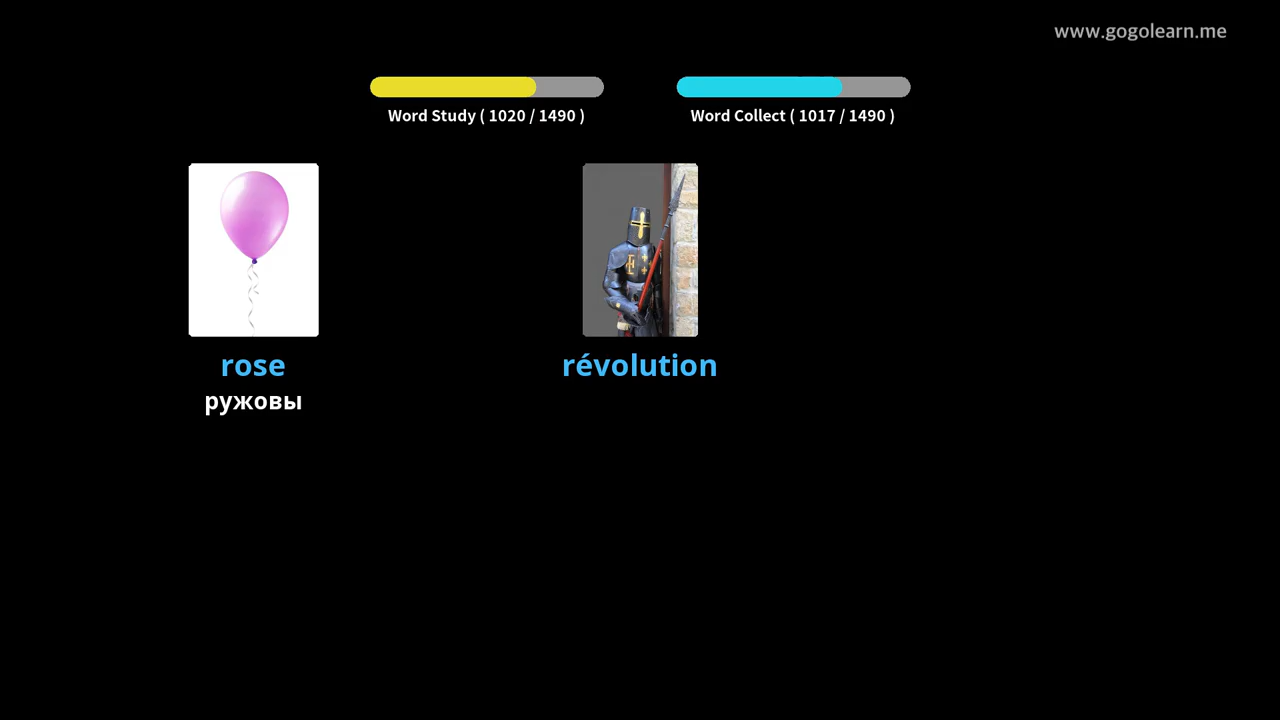 www.gogolearn.me
Word Study ( 1020 / 1490 )
Word Collect ( 1017 / 1490 )
rose
révolution
ружовы